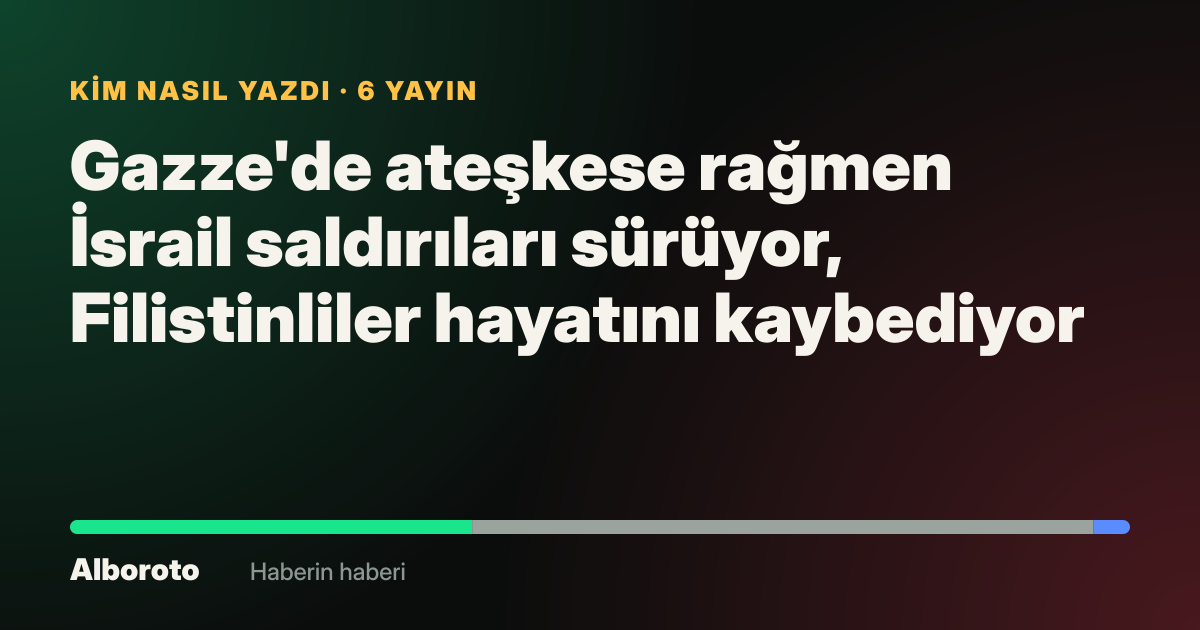 KİM NASIL YAZDI · 6 YAYIN
Gazze'de ateşkese rağmen
İsrail saldırıları sürüyor,
Filistinliler hayatını kaybediyor
Alboroto
Haberin haberi